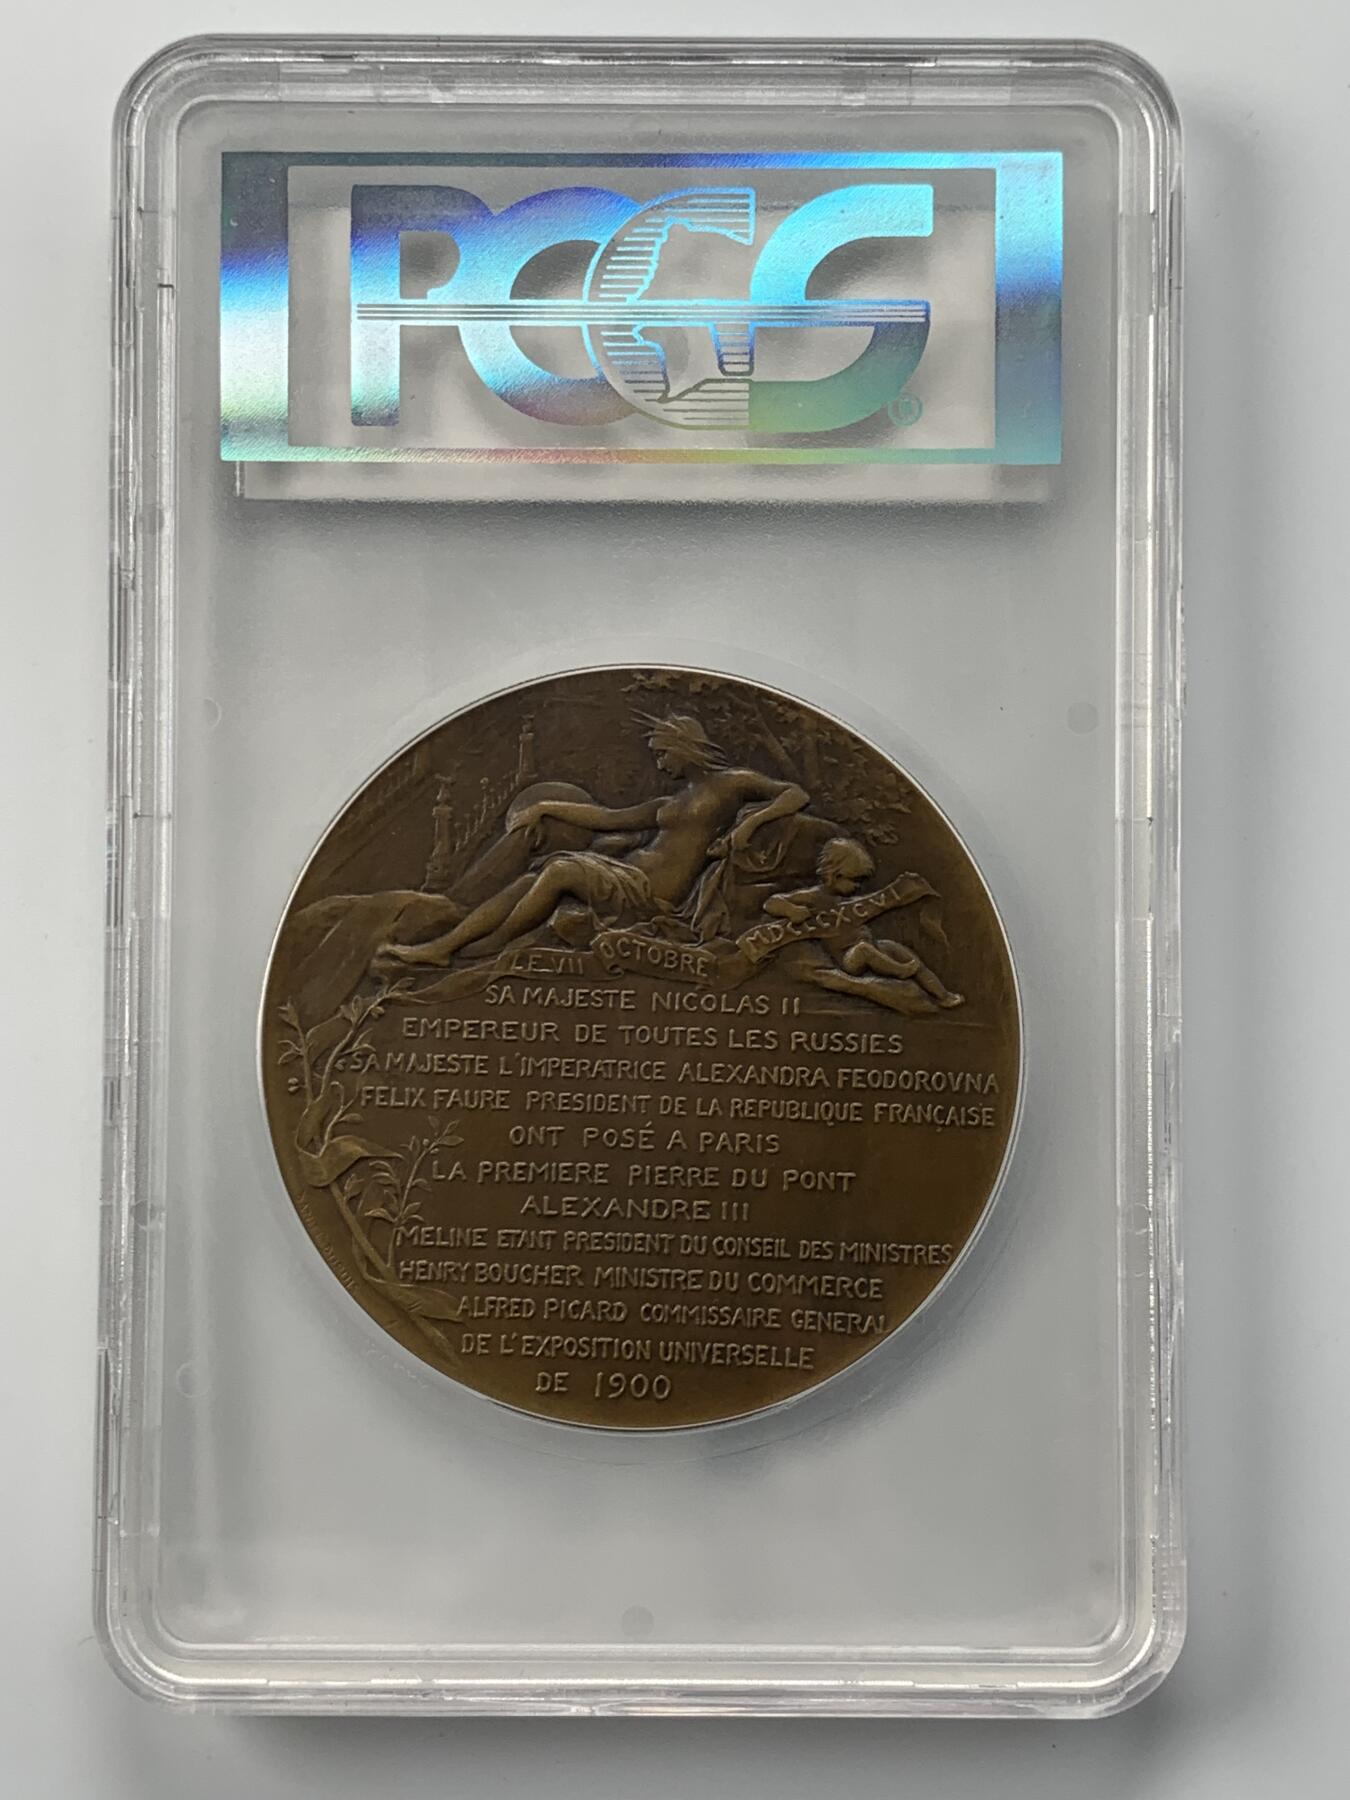 PCGS
®
LE VII OCTOBRE MDCCCXCVI
SA MAJESTE NICOLAS II
EMPEREUR DE TOUTES LES RUSSIES
SA MAJESTE L'IMPERATRICE ALEXANDRA FEODOROVNA
FELIX FAURE PRESIDENT DE LA REPUBLIQUE FRANÇAISE
ONT POSÉ A PARIS
LA PREMIERE PIERRE DU PONT
ALEXANDRE III
MELINE ETANT PRESIDENT DU CONSEIL DES MINISTRES
HENRY BOUCHER MINISTRE DU COMMERCE
ALFRED PICARD COMMISSAIRE GENERAL
DE L'EXPOSITION UNIVERSELLE
DE 1900